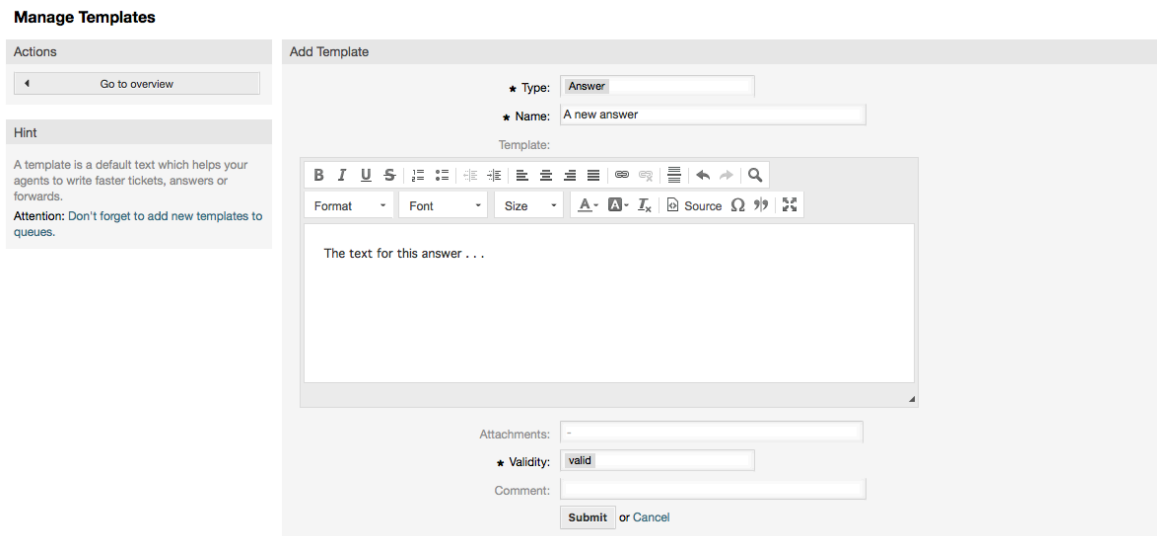 Manage Templates
Actions
Go to overview
Hint
A template is a default text which helps your
agents to write faster tickets, answers or
forwards.
Attention: Don't forget to add new templates to
queues.
Add Template
★ Type: Answer
★ Name: A new answer
Template:
B I U S
Format Font Size A A Ix Source Ω
The text for this answer . . .
Attachments: -
★ Validity: valid
Comment:
Submit or Cancel